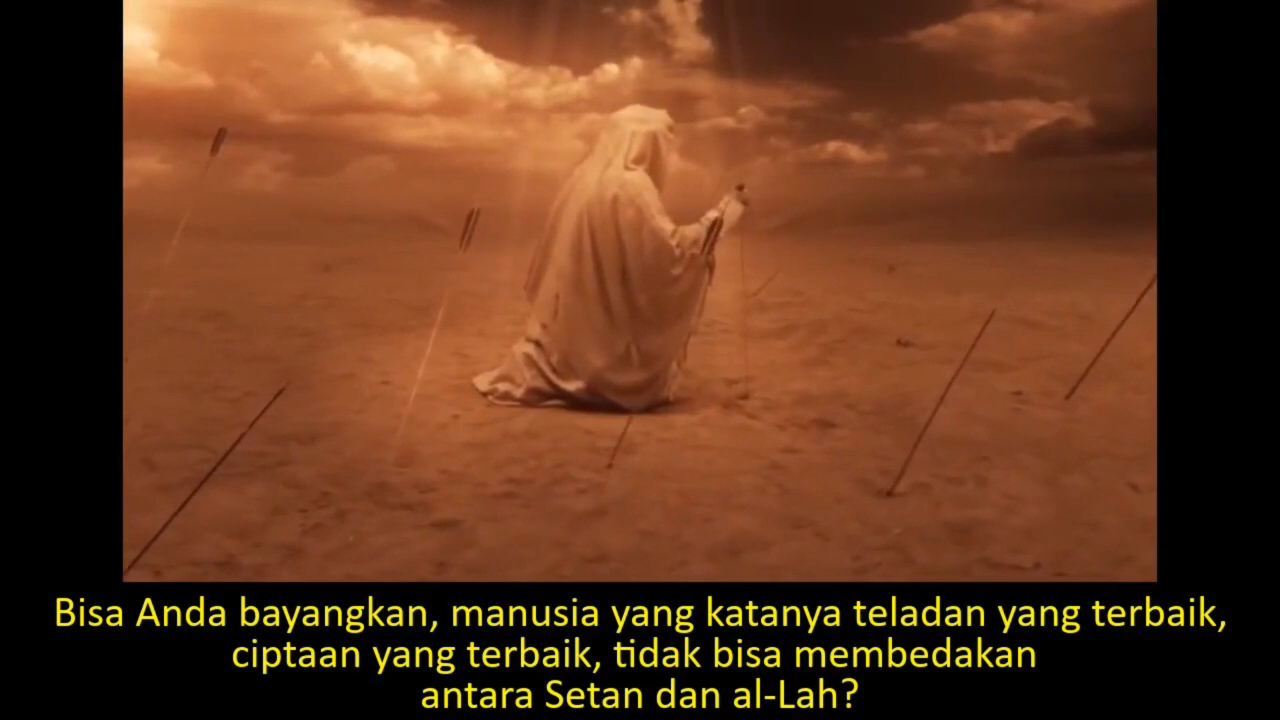 Bisa Anda bayangkan, manusia yang katanya teladan yang terbaik,
ciptaan yang terbaik, tidak bisa membedakan
antara Setan dan al-Lah?